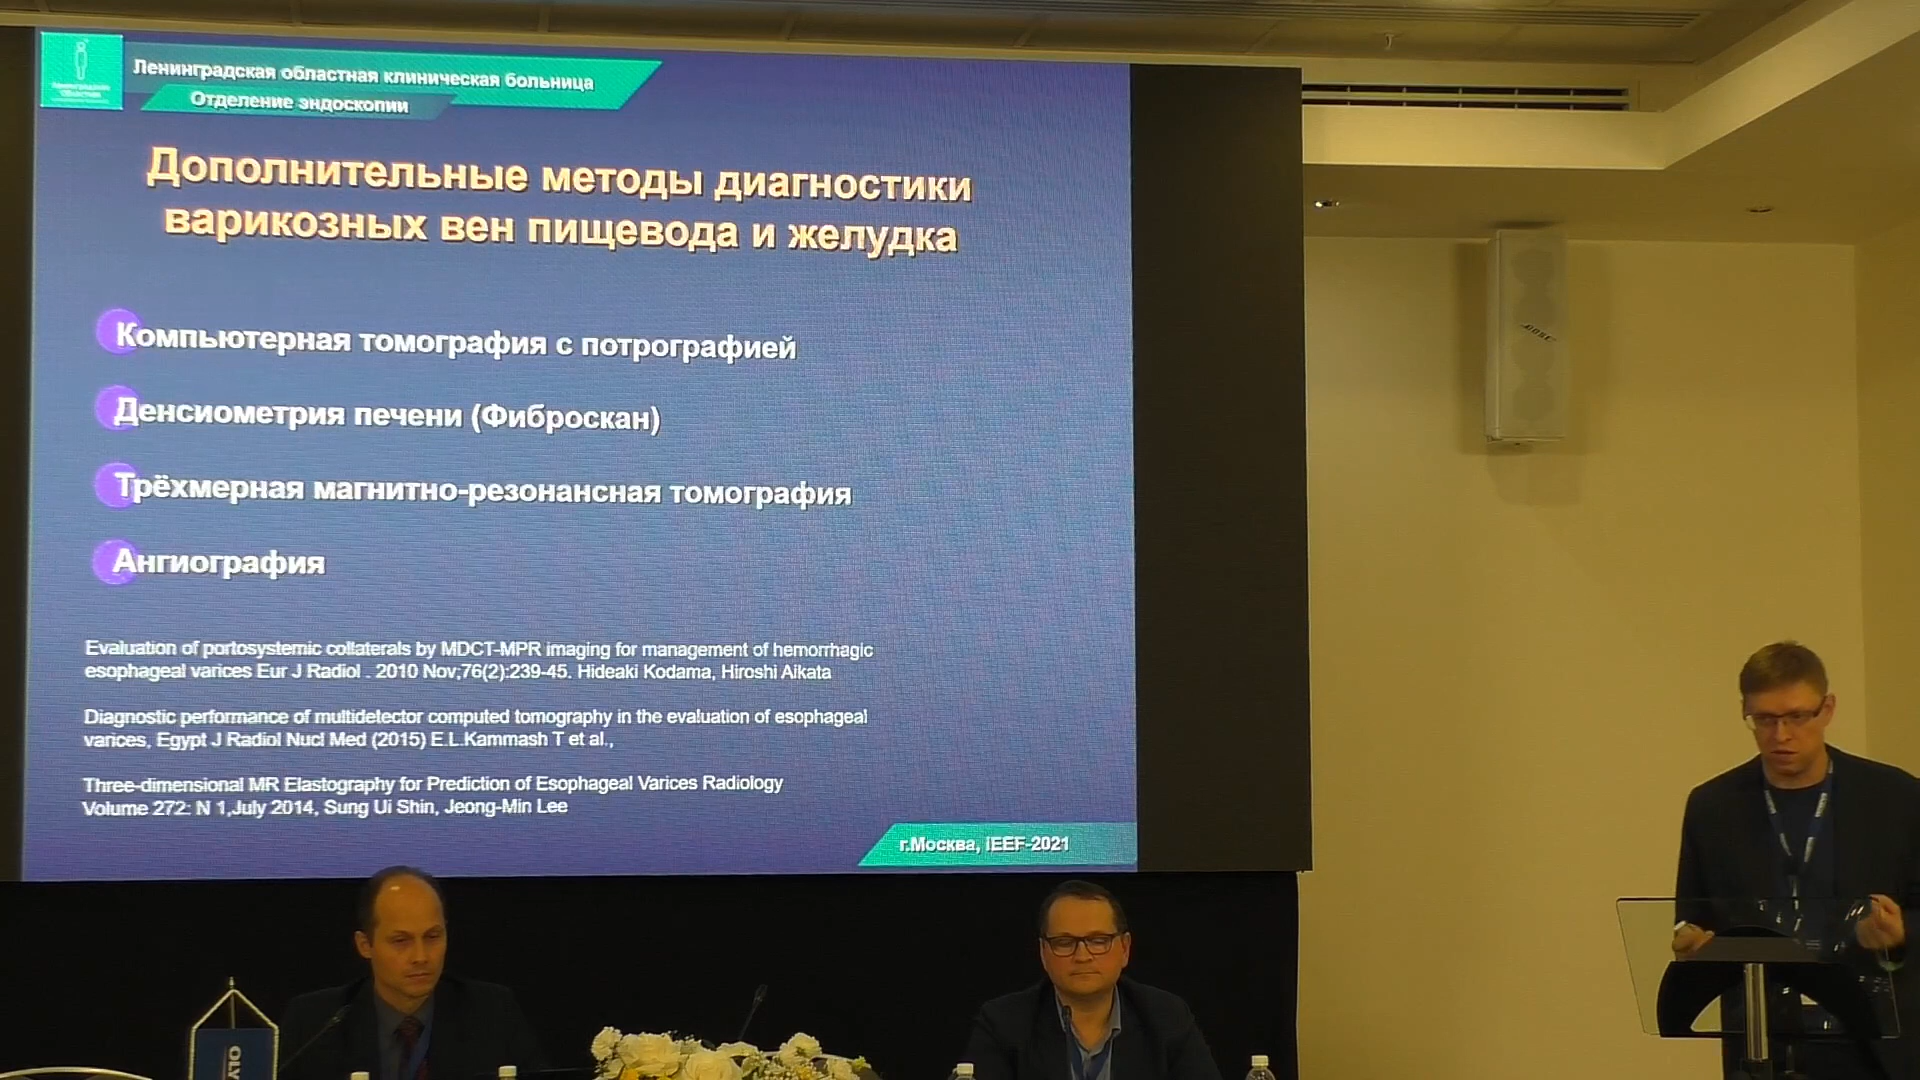 Ленинградская областная клиническая больница
Отделение эндоскопии
Дополнительные методы диагностики
варикозных вен пищевода и желудка
Компьютерная томография с потрографией
Денсиометрия печени (Фиброскан)
Трёхмерная магнитно-резонансная томография
Ангиография
Evaluation of portosystemic collaterals by MDCT-MPR imaging for management of hemorrhagic
esophageal varices Eur J Radiol . 2010 Nov;76(2):239-45. Hideaki Kodama, Hiroshi Aikata
Diagnostic performance of multidetector computed tomography in the evaluation of esophageal
varices, Egypt J Radiol Nucl Med (2015) E.L.Kammash T et al.,
Three-dimensional MR Elastography for Prediction of Esophageal Varices Radiology
Volume 272: N 1,July 2014, Sung Ui Shin, Jeong-Min Lee
г.Москва, IEEF-2021
BOSE
OLY